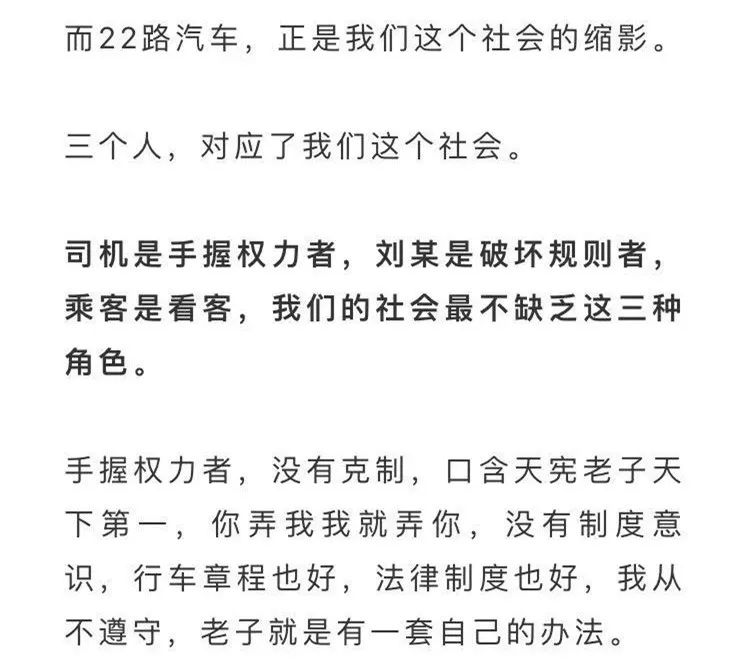 而22路汽车，正是我们这个社会的缩影。
三个人，对应了我们这个社会。
司机是手握权力者，刘某是破坏规则者，
乘客是看客，我们的社会最不缺乏这三种
角色。
手握权力者，没有克制，口含天宪老子天
下第一，你弄我我就弄你，没有制度意
识，行车章程也好，法律制度也好，我从
不遵守，老子就是有一套自己的办法。